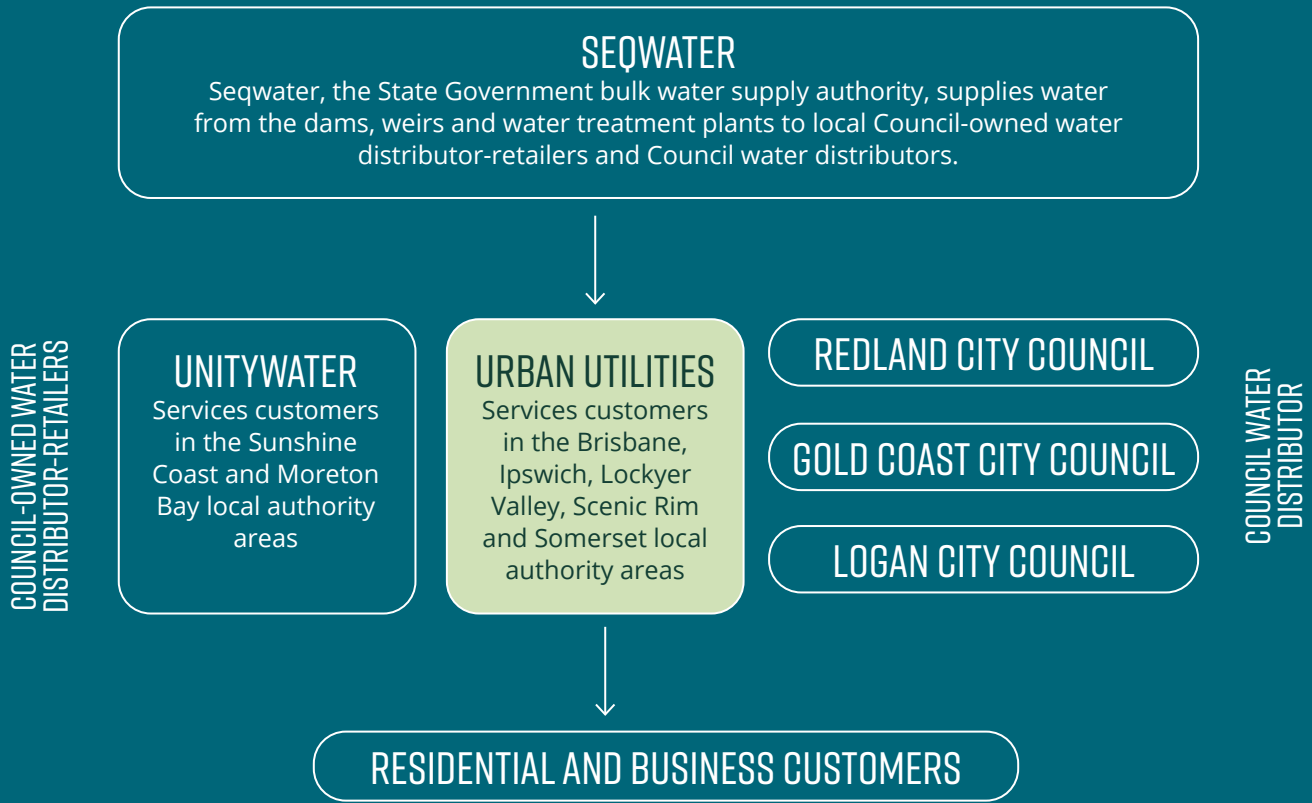 SEQWATER
Seqwater, the State Government bulk water supply authority, supplies water
from the dams, weirs and water treatment plants to local Council-owned water
distributor-retailers and Council water distributors.
COUNCIL-OWNED WATER
DISTRIBUTOR-RETAILERS
UNITYWATER
Services customers
in the Sunshine
Coast and Moreton
Bay local authority
areas
URBAN UTILITIES
Services customers
in the Brisbane,
Ipswich, Lockyer
Valley, Scenic Rim
and Somerset local
authority areas
REDLAND CITY COUNCIL
GOLD COAST CITY COUNCIL
LOGAN CITY COUNCIL
COUNCIL WATER
DISTRIBUTOR
RESIDENTIAL AND BUSINESS CUSTOMERS